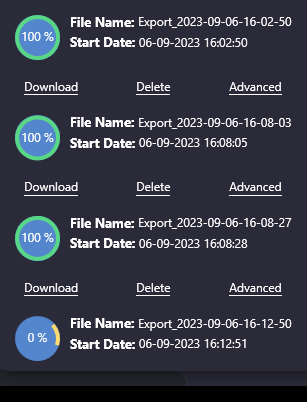 100 %
File Name: Export_2023-09-06-16-02-50
Start Date: 06-09-2023 16:02:50
Download Delete Advanced
100 %
File Name: Export_2023-09-06-16-08-03
Start Date: 06-09-2023 16:08:05
Download Delete Advanced
100 %
File Name: Export_2023-09-06-16-08-27
Start Date: 06-09-2023 16:08:28
Download Delete Advanced
0 %
File Name: Export_2023-09-06-16-12-50
Start Date: 06-09-2023 16:12:51